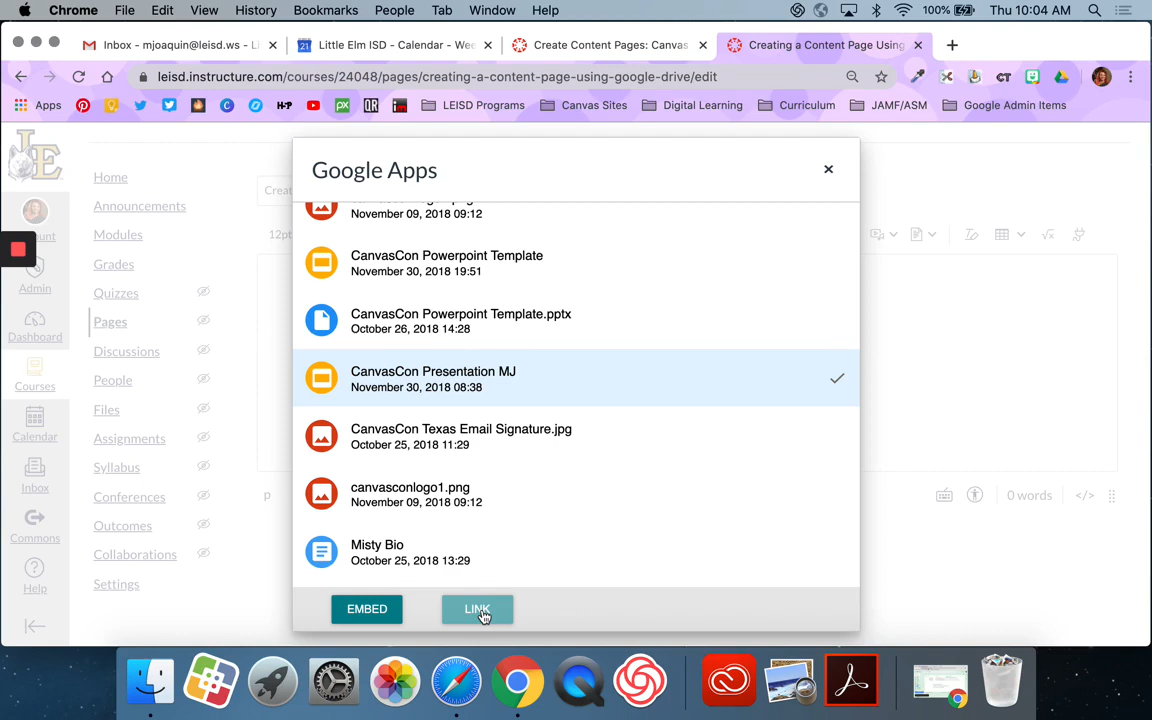 Chrome File Edit View History Bookmarks People Tab Window Help 100% Thu 10:04 AM
Inbox - mjoaquin@leisd.ws - Li Little Elm ISD - Calendar - Wee Create Content Pages: Canvas Creating a Content Page Using
leisd.instructure.com/courses/24048/pages/creating-a-content-page-using-google-drive/edit
Apps LEISD Programs Canvas Sites Digital Learning Curriculum JAMF/ASM Google Admin Items
Google Apps
Home
Announcements
Modules
Grades
Quizzes
Pages
Discussions
People
Files
Assignments
Syllabus
Conferences
Outcomes
Collaborations
Settings
Admin
Dashboard
Courses
Calendar
Inbox
Commons
Help
Creat
12pt
p
0 words </>
November 09, 2018 09:12
CanvasCon Powerpoint Template
November 30, 2018 19:51
CanvasCon Powerpoint Template.pptx
October 26, 2018 14:28
CanvasCon Presentation MJ
November 30, 2018 08:38
CanvasCon Texas Email Signature.jpg
October 25, 2018 11:29
canvasconlogo1.png
November 09, 2018 09:12
Misty Bio
October 25, 2018 13:29
EMBED LINK